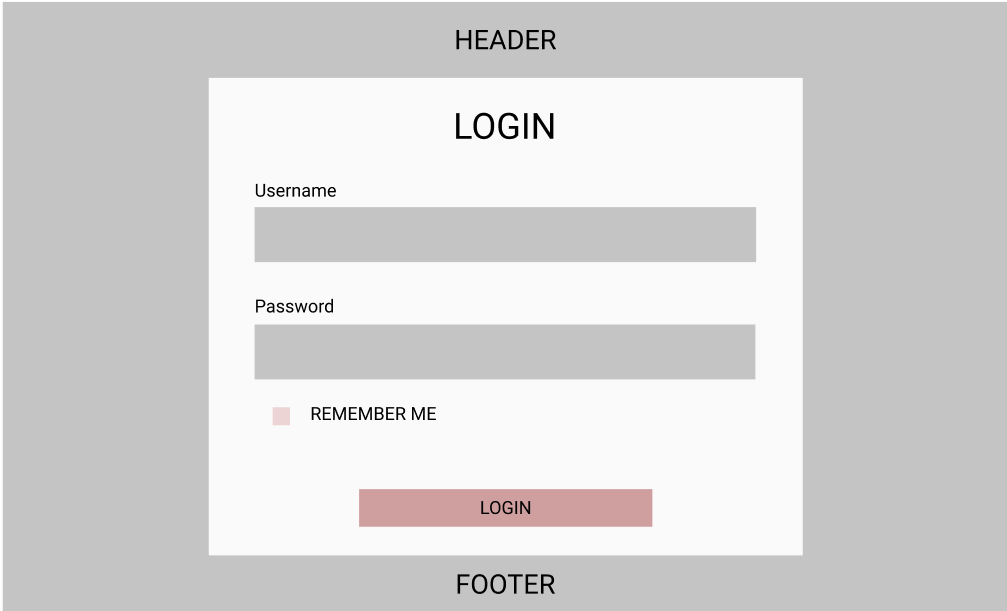 HEADER
LOGIN
Username
Password
REMEMBER ME
LOGIN
FOOTER